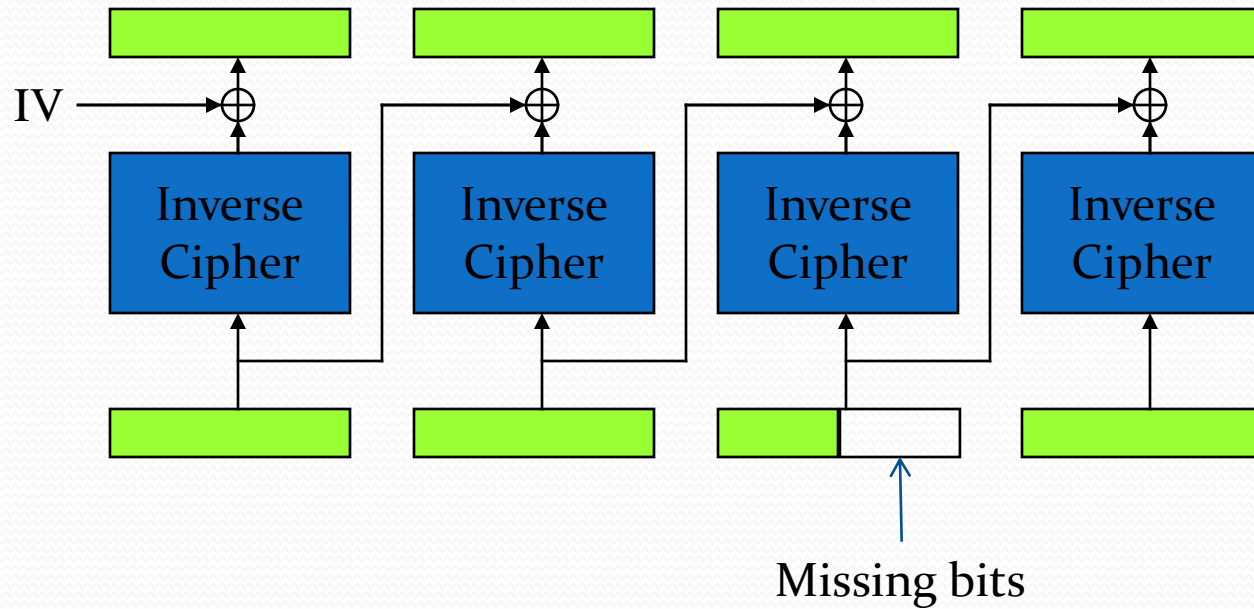 IV
Inverse
Cipher
Inverse
Cipher
Inverse
Cipher
Inverse
Cipher
Missing bits